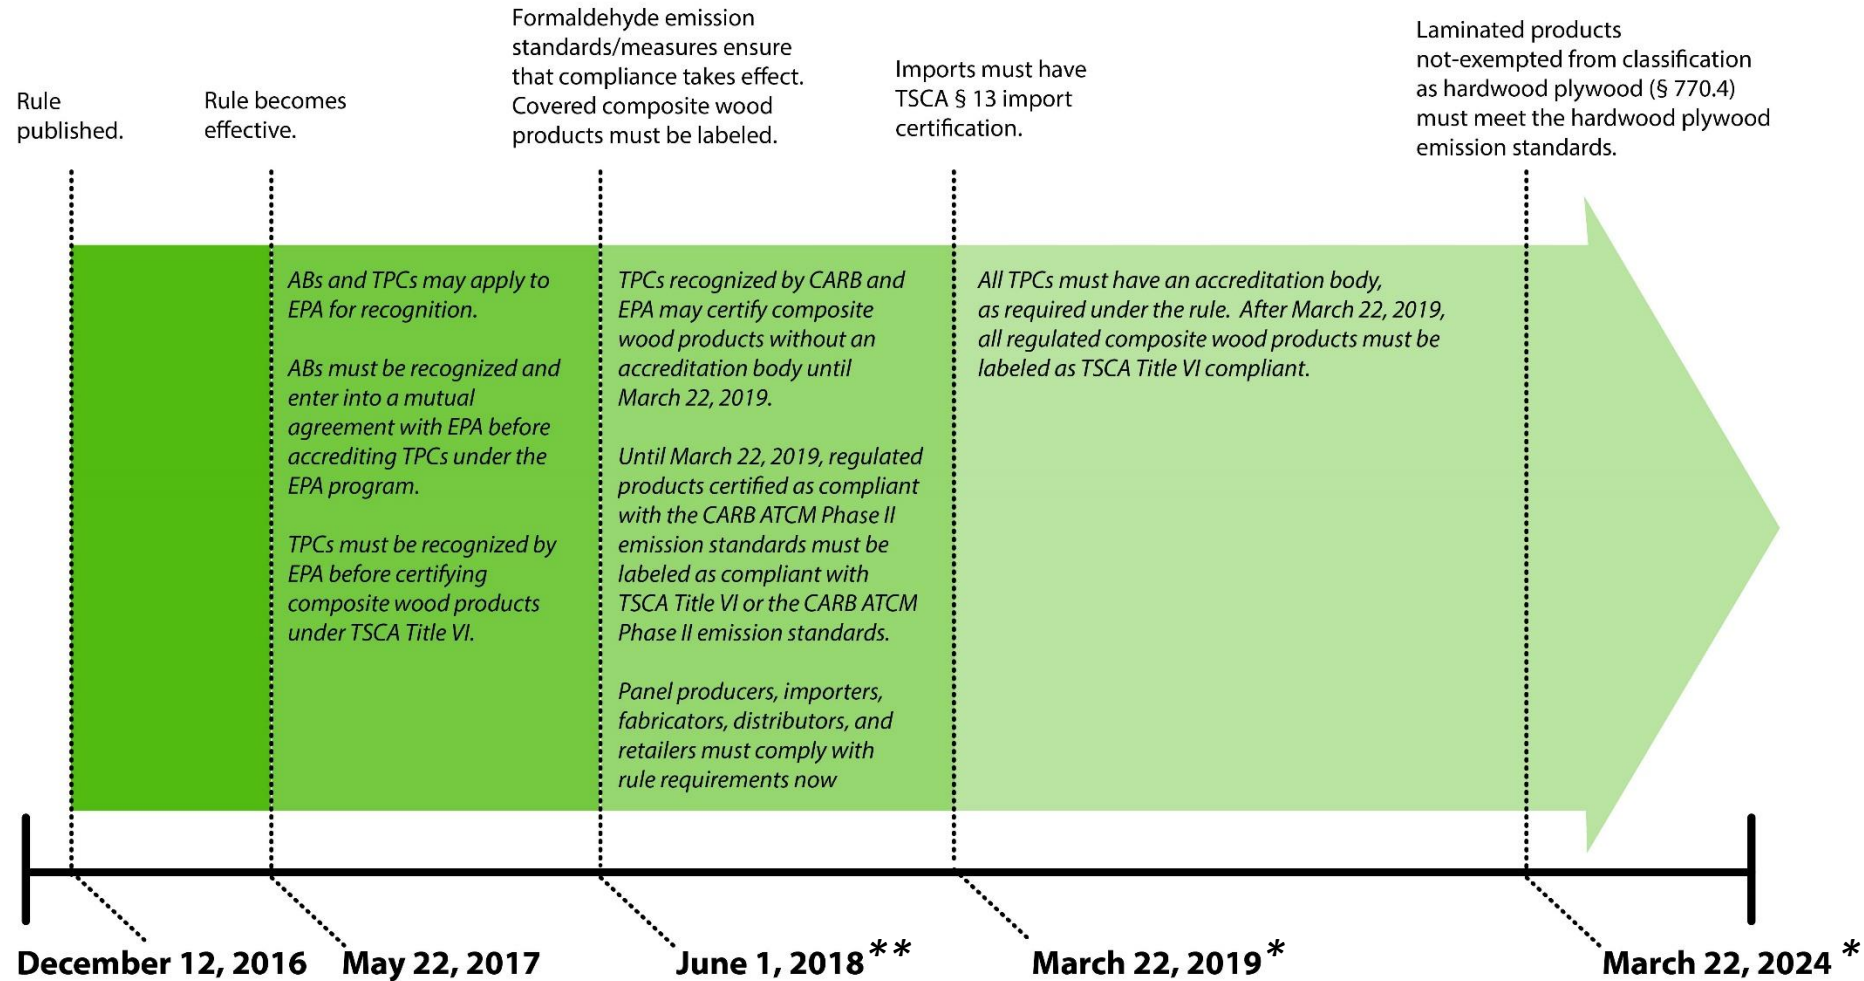 Rule
published.
Rule becomes
effective.
Formaldehyde emission
standards/measures ensure
that compliance takes effect.
Covered composite wood
products must be labeled.
Imports must have
TSCA § 13 import
certification.
Laminated products
not-exempted from classification
as hardwood plywood (§ 770.4)
must meet the hardwood plywood
emission standards.
ABs and TPCs may apply to
EPA for recognition.
ABs must be recognized and
enter into a mutual
agreement with EPA before
accrediting TPCs under the
EPA program.
TPCs must be recognized by
EPA before certifying
composite wood products
under TSCA Title VI.
TPCs recognized by CARB and
EPA may certify composite
wood products without an
accreditation body until
March 22, 2019.
Until March 22, 2019, regulated
products certified as compliant
with the CARB ATCM Phase II
emission standards must be
labeled as compliant with
TSCA Title VI or the CARB ATCM
Phase II emission standards.
Panel producers, importers,
fabricators, distributors, and
retailers must comply with
rule requirements now
All TPCs must have an accreditation body,
as required under the rule. After March 22, 2019,
all regulated composite wood products must be
labeled as TSCA Title VI compliant.
December 12, 2016
May 22, 2017
June 1, 2018**
March 22, 2019*
March 22, 2024 *